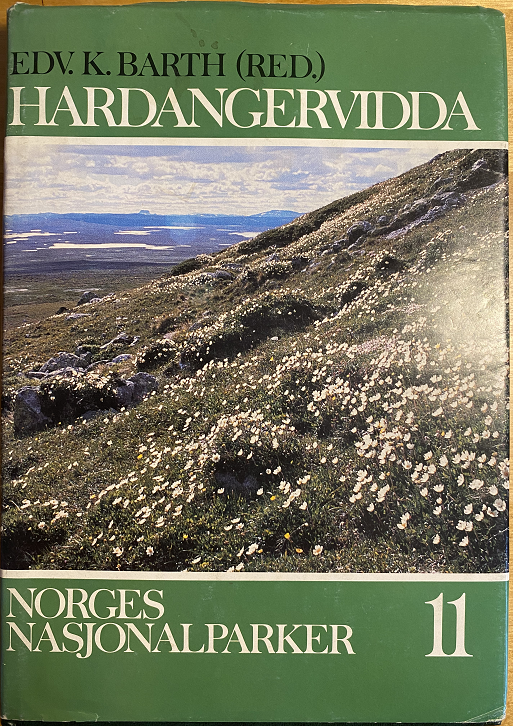 EDV. K. BARTH (RED.)
HARDANGERVIDDA
NORGES
NASJONALPARKER 11